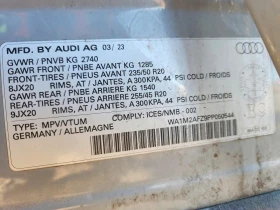 MFD. BY AUDI AG 03/23
GVWR / PNVB KG 2740
GAWR FRONT / PNBE AVANT KG 1285
FRONT-TIRES / PNEUS AVANT 235/50 R20
8JX20 RIMS, AT / JANTES, A 300KPA, 44 PSI COLD / FROIDS
GAWR REAR / PNBE ARRIERE KG 1540
REAR-TIRES / PNEUS ARRIERE 255/45 R20
9JX20 RIMS, AT / JANTES, A 300KPA, 44 PSI COLD / FROIDS
COMPLY: ICES/NMB - 002
TYPE: MPV/VTUM
GERMANY / ALLEMAGNE